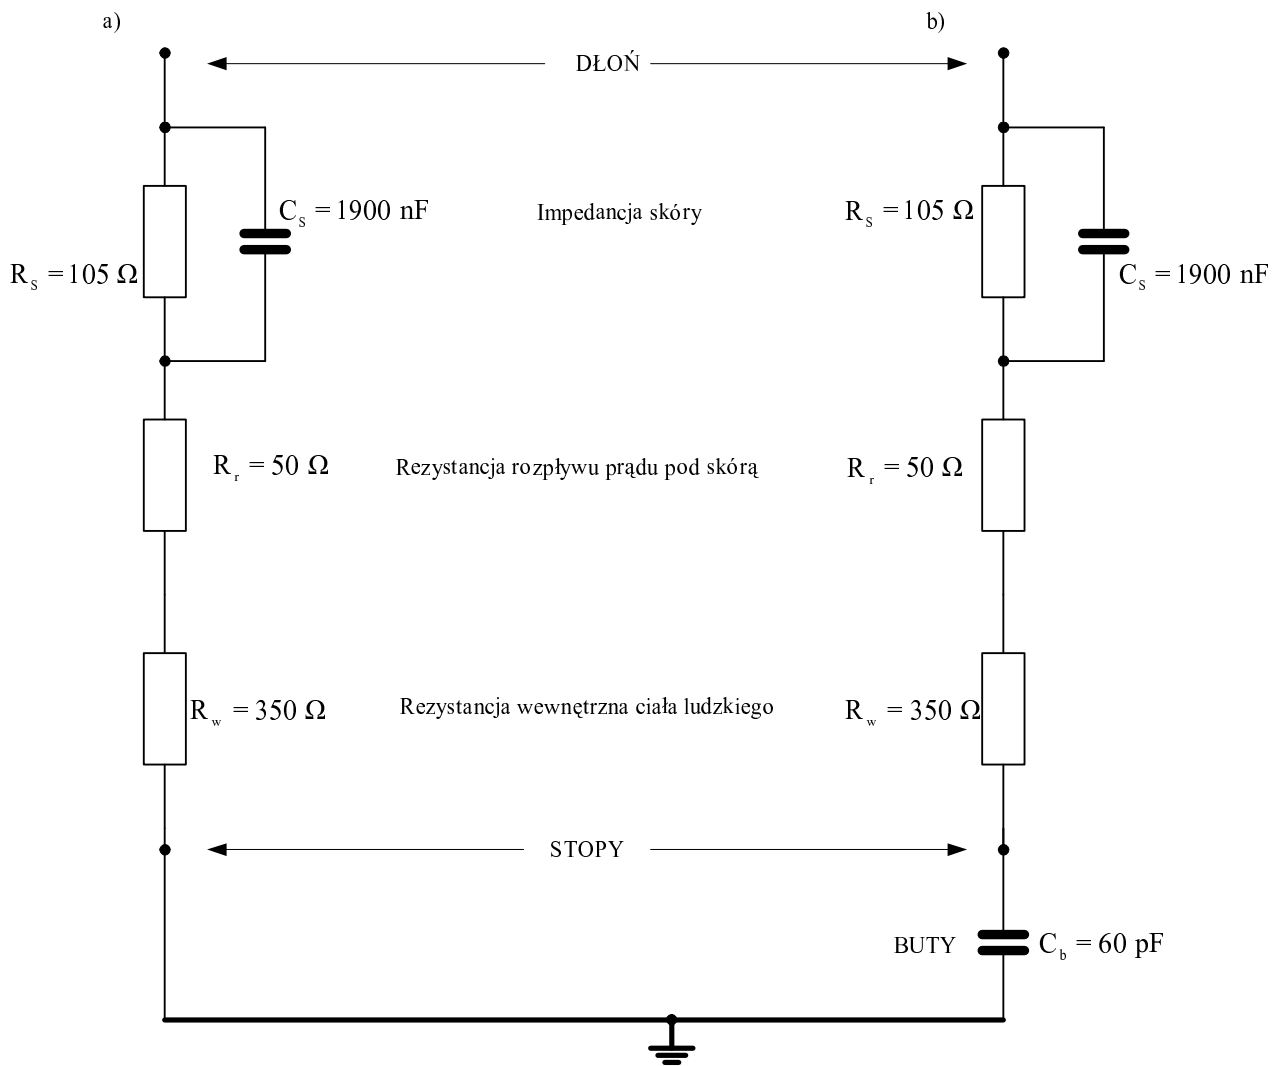 a)
b)
DŁOŃ
C_S = 1900 nF
Impedancja skóry
R_S = 105 Ω
R_S = 105 Ω
C_S = 1900 nF
R_r = 50 Ω
Rezystancja rozpływu prądu pod skórą
R_r = 50 Ω
R_w = 350 Ω
Rezystancja wewnętrzna ciała ludzkiego
R_w = 350 Ω
STOPY
BUTY
C_b = 60 pF